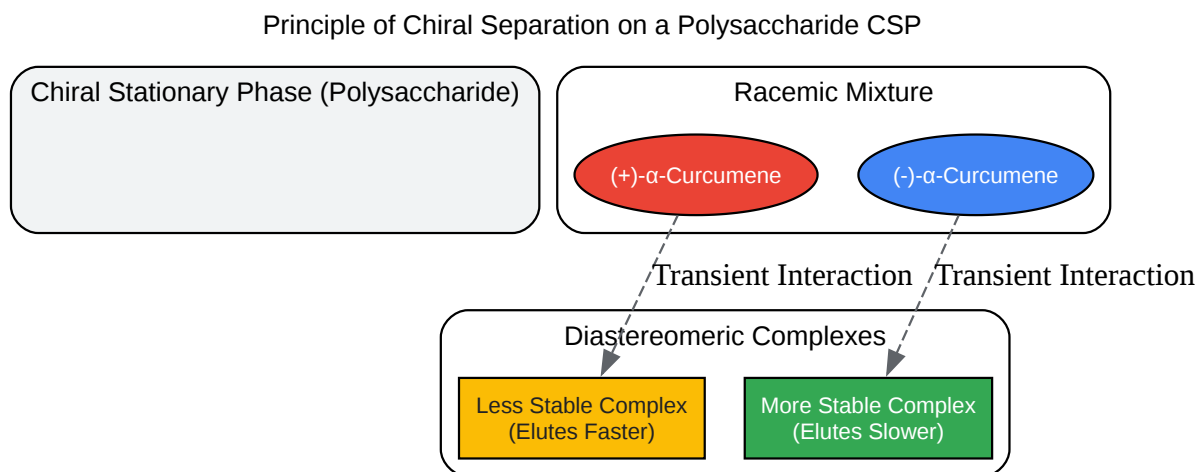 Principle of Chiral Separation on a Polysaccharide CSP
Chiral Stationary Phase (Polysaccharide)
Racemic Mixture
(+)-α-Curcumene
(-)-α-Curcumene
Transient Interaction
Transient Interaction
Diastereomeric Complexes
Less Stable Complex
(Elutes Faster)
More Stable Complex
(Elutes Slower)